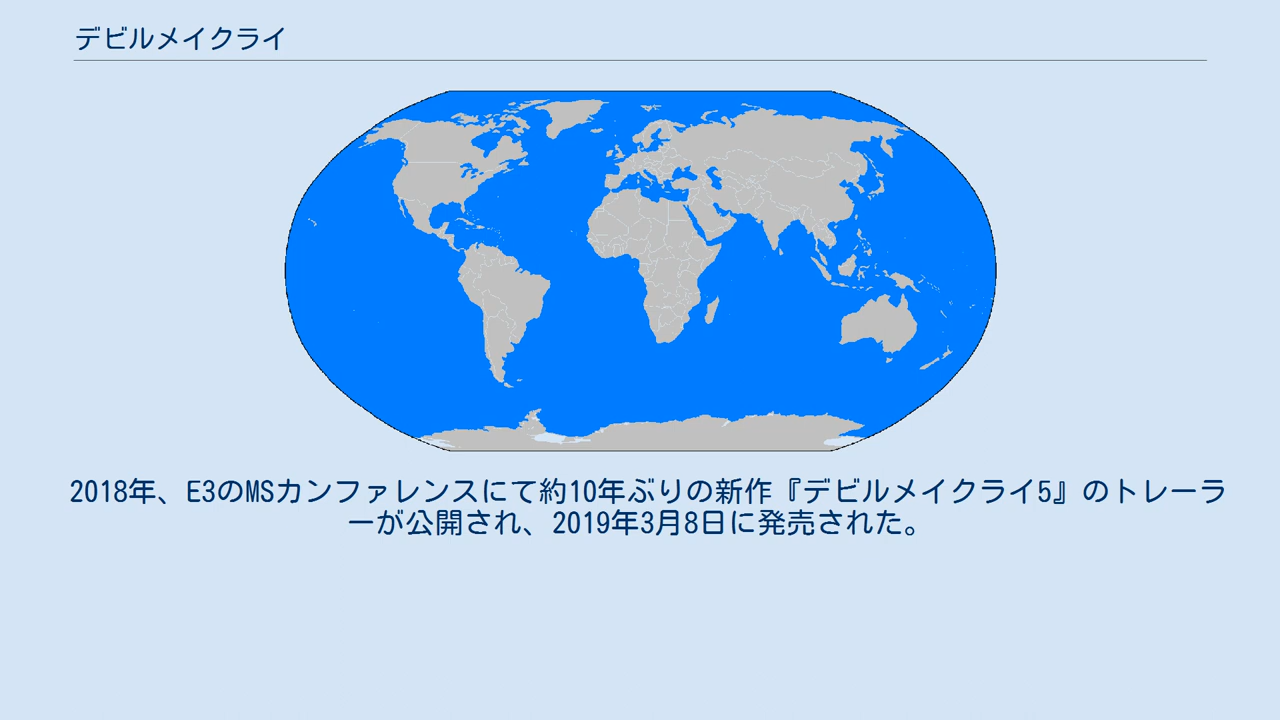 デビルメイクライ
2018年、E3のMSカンファレンスにて約10年ぶりの新作『デビルメイクライ5』のトレーラ
ーが公開され、2019年3月8日に発売された。